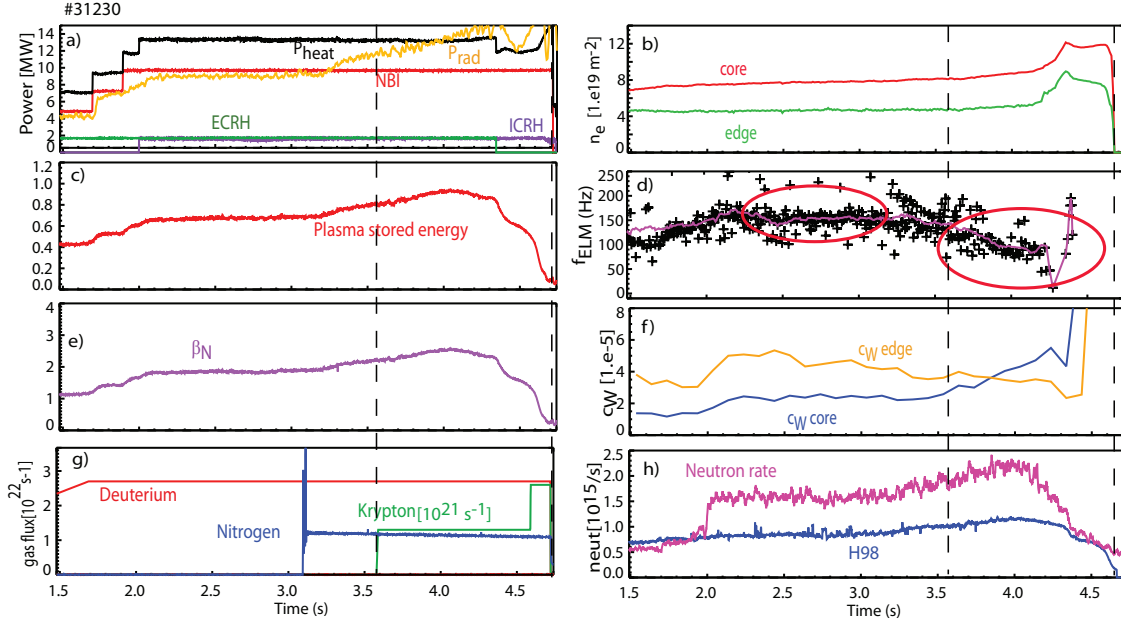 #31230
a)
Power [MW]
14
12
10
8
6
4
2
0
P_heat
P_rad
NBI
ECRH
ICRH
b)
n_e [1.e19 m^-2]
12
8
4
0
core
edge
c)
1.2
1.0
0.8
0.6
0.4
0.2
0.0
Plasma stored energy
d)
f_ELM (Hz)
250
200
150
100
50
0
e)
4
3
2
1
0
β_N
f)
c_W [1.e-5]
8
6
4
2
0
c_W edge
c_W core
g)
gas flux[10^22 s-1]
3
2
1
0
Deuterium
Nitrogen
Krypton[10^21 s^-1]
1.5 2.0 2.5 3.0 3.5 4.0 4.5
Time (s)
h)
neut[10^15/s]
2.5
2.0
1.5
1.0
0.5
0.0
Neutron rate
H98
1.5 2.0 2.5 3.0 3.5 4.0 4.5
Time (s)